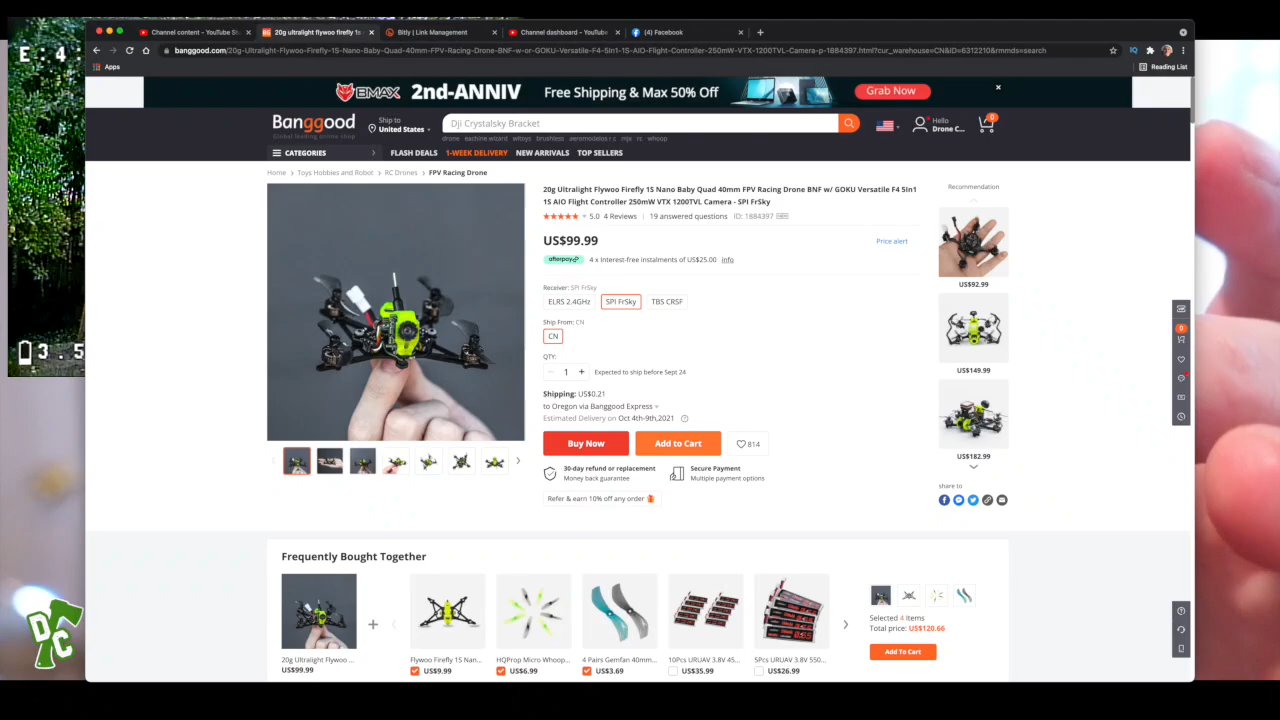 E 4
3.5
DC
Channel content - YouTube St
20g ultralight flywoo firefly 1s
Bitly | Link Management
Channel dashboard - YouTube
(4) Facebook
banggood.com/20g-Ultralight-Flywoo-Firefly-1S-Nano-Baby-Quad-40mm-FPV-Racing-Drone-BNF-w-or-GOKU-Versatile-F4-5In1-1S-AIO-Flight-Controller-250mW-VTX-1200TVL-Camera-p-1884397.html?cur_warehouse=CN&ID=6312210&rmmds=search
Apps
Reading List
BMAX 2nd-ANNIV Free Shipping & Max 50% Off Grab Now
Banggood
Global leading online shop
Ship to
United States
Dji Crystalsky Bracket
drone eachine wizard wltoys brushless aeromodelos r c mjx rc whoop
Hello
Drone C...
0
CATEGORIES
FLASH DEALS 1-WEEK DELIVERY NEW ARRIVALS TOP SELLERS
Home > Toys Hobbies and Robot > RC Drones > FPV Racing Drone
20g Ultralight Flywoo Firefly 1S Nano Baby Quad 40mm FPV Racing Drone BNF w/ GOKU Versatile F4 5In1
1S AIO Flight Controller 250mW VTX 1200TVL Camera - SPI FrSky
5.0 4 Reviews | 19 answered questions ID: 1884397
US$99.99
Price alert
afterpay 4 x Interest-free instalments of US$25.00 Info
Receiver: SPI FrSky
ELRS 2.4GHz SPI FrSky TBS CRSF
Ship From: CN
CN
QTY:
- 1 + Expected to ship before Sept 24
Shipping: US$0.21
to Oregon via Banggood Express
Estimated Delivery on Oct 4th-9th,2021
Buy Now Add to Cart 814
30-day refund or replacement
Money back guarantee
Secure Payment
Multiple payment options
Refer & earn 10% off any order
Recommendation
US$92.99
US$149.99
US$182.99
share to
0
Frequently Bought Together
20g Ultralight Flywoo ...
US$99.99
Flywoo Firefly 1S Nan...
US$9.99
HQProp Micro Whoop...
US$6.99
4 Pairs Gemfan 40mm...
US$3.69
10Pcs URUAV 3.8V 45...
US$35.99
5Pcs URUAV 3.8V 550...
US$26.99
Selected 4 items
Total price: US$120.66
Add To Cart